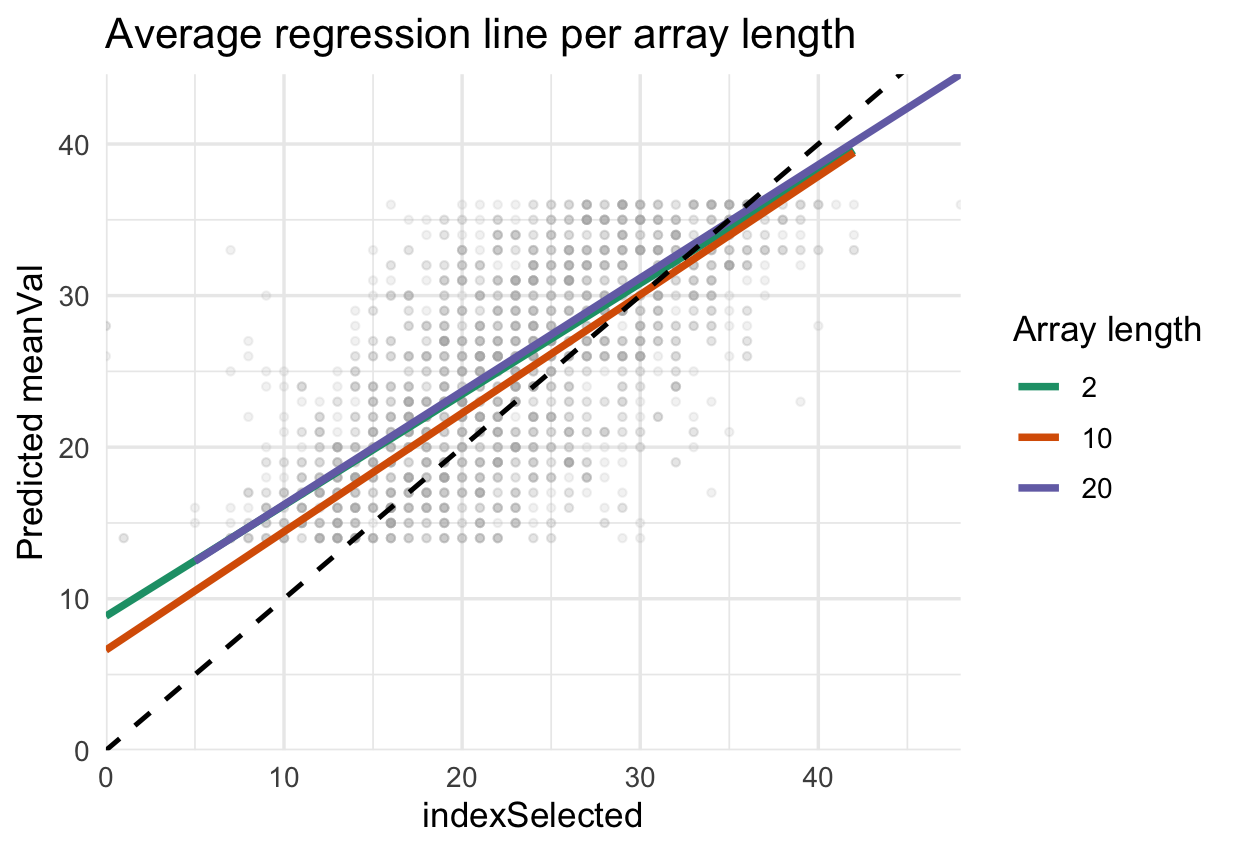 Average regression line per array length
Predicted meanVal
40
30
20
10
0
0 10 20 30 40
indexSelected
Array length
2
10
20